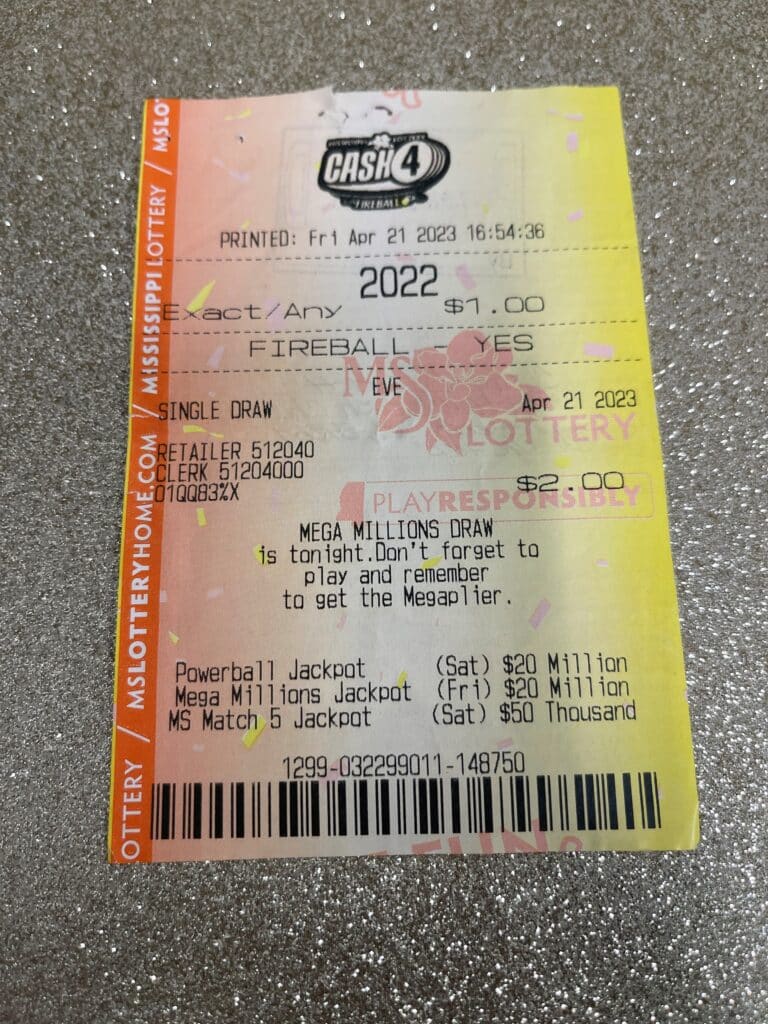 CASH 4
FIREBALL
PRINTED: Fri Apr 21 2023 16:54:36
2022
Exact/Any $1.00
FIREBALL - YES
EVE
SINGLE DRAW Apr 21 2023
MS LOTTERY
RETAILER 512040
CLERK 51204000
01QQ83%X $2.00
PLAYRESPONSIBLY
MEGA MILLIONS DRAW
is tonight.Don't forget to
play and remember
to get the Megaplier.
Powerball Jackpot (Sat) $20 Million
Mega Millions Jackpot (Fri) $20 Million
MS Match 5 Jackpot (Sat) $50 Thousand
1299-032299011-148750
OTTERY / MSLOTTERYHOME.COM / MISSISSIPPI LOTTERY / MSLO